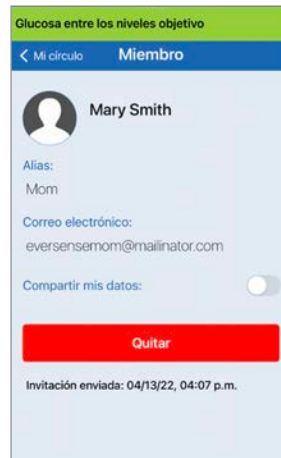 Glucosa entre los niveles objetivo
Mi círculo Miembro
Mary Smith
Alias:
Mom
Correo electrónico:
eversensemom@mailinator.com
Compartir mis datos:
Quitar
Invitación enviada: 04/13/22, 04:07 p.m.